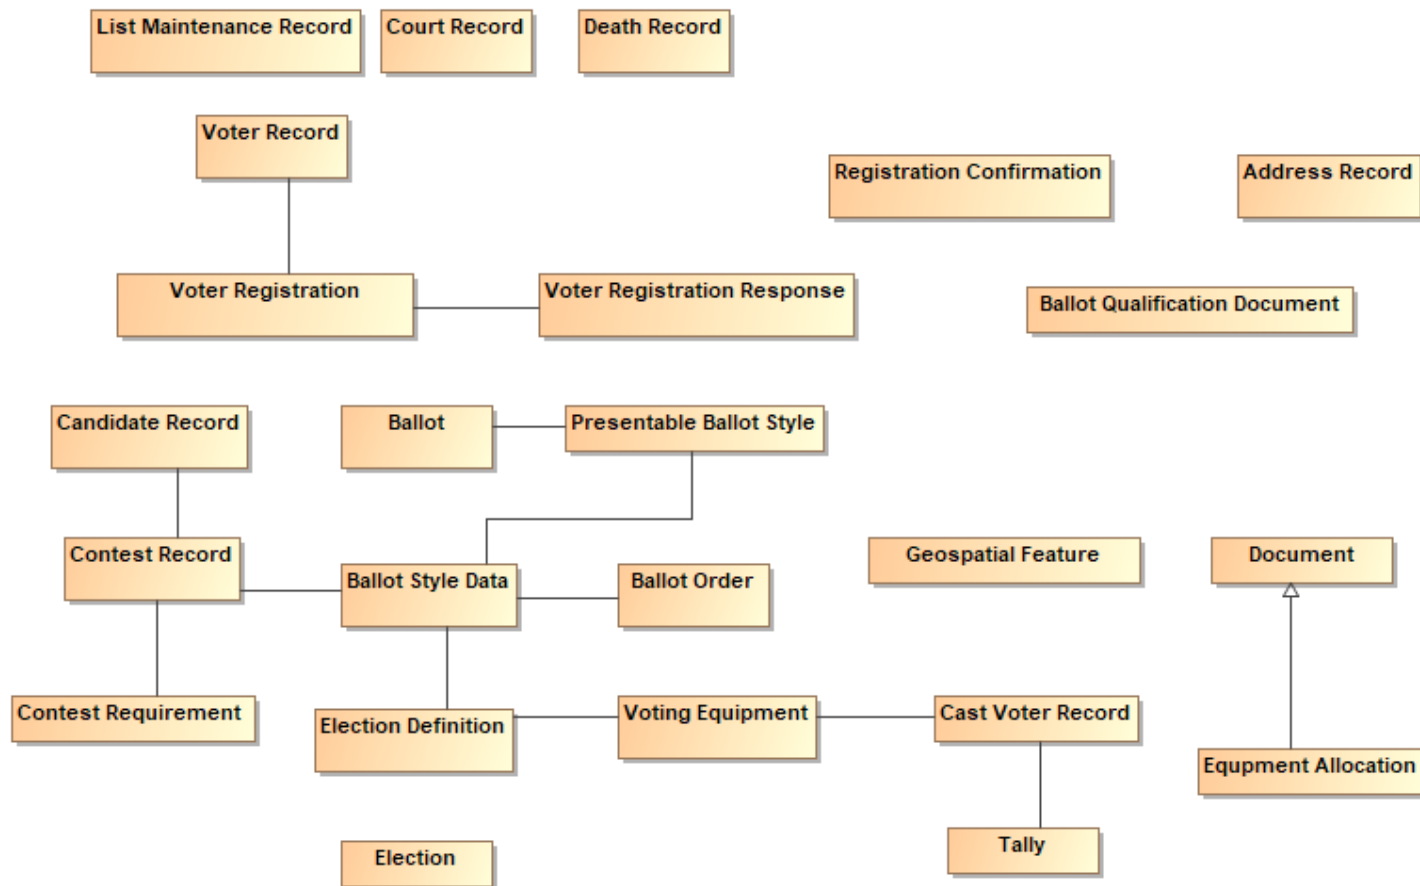 List Maintenance Record
Court Record
Death Record
Voter Record
Registration Confirmation
Address Record
Voter Registration
Voter Registration Response
Ballot Qualification Document
Candidate Record
Ballot
Presentable Ballot Style
Contest Record
Ballot Style Data
Ballot Order
Geospatial Feature
Document
Contest Requirement
Election Definition
Voting Equipment
Cast Voter Record
Equpment Allocation
Election
Tally